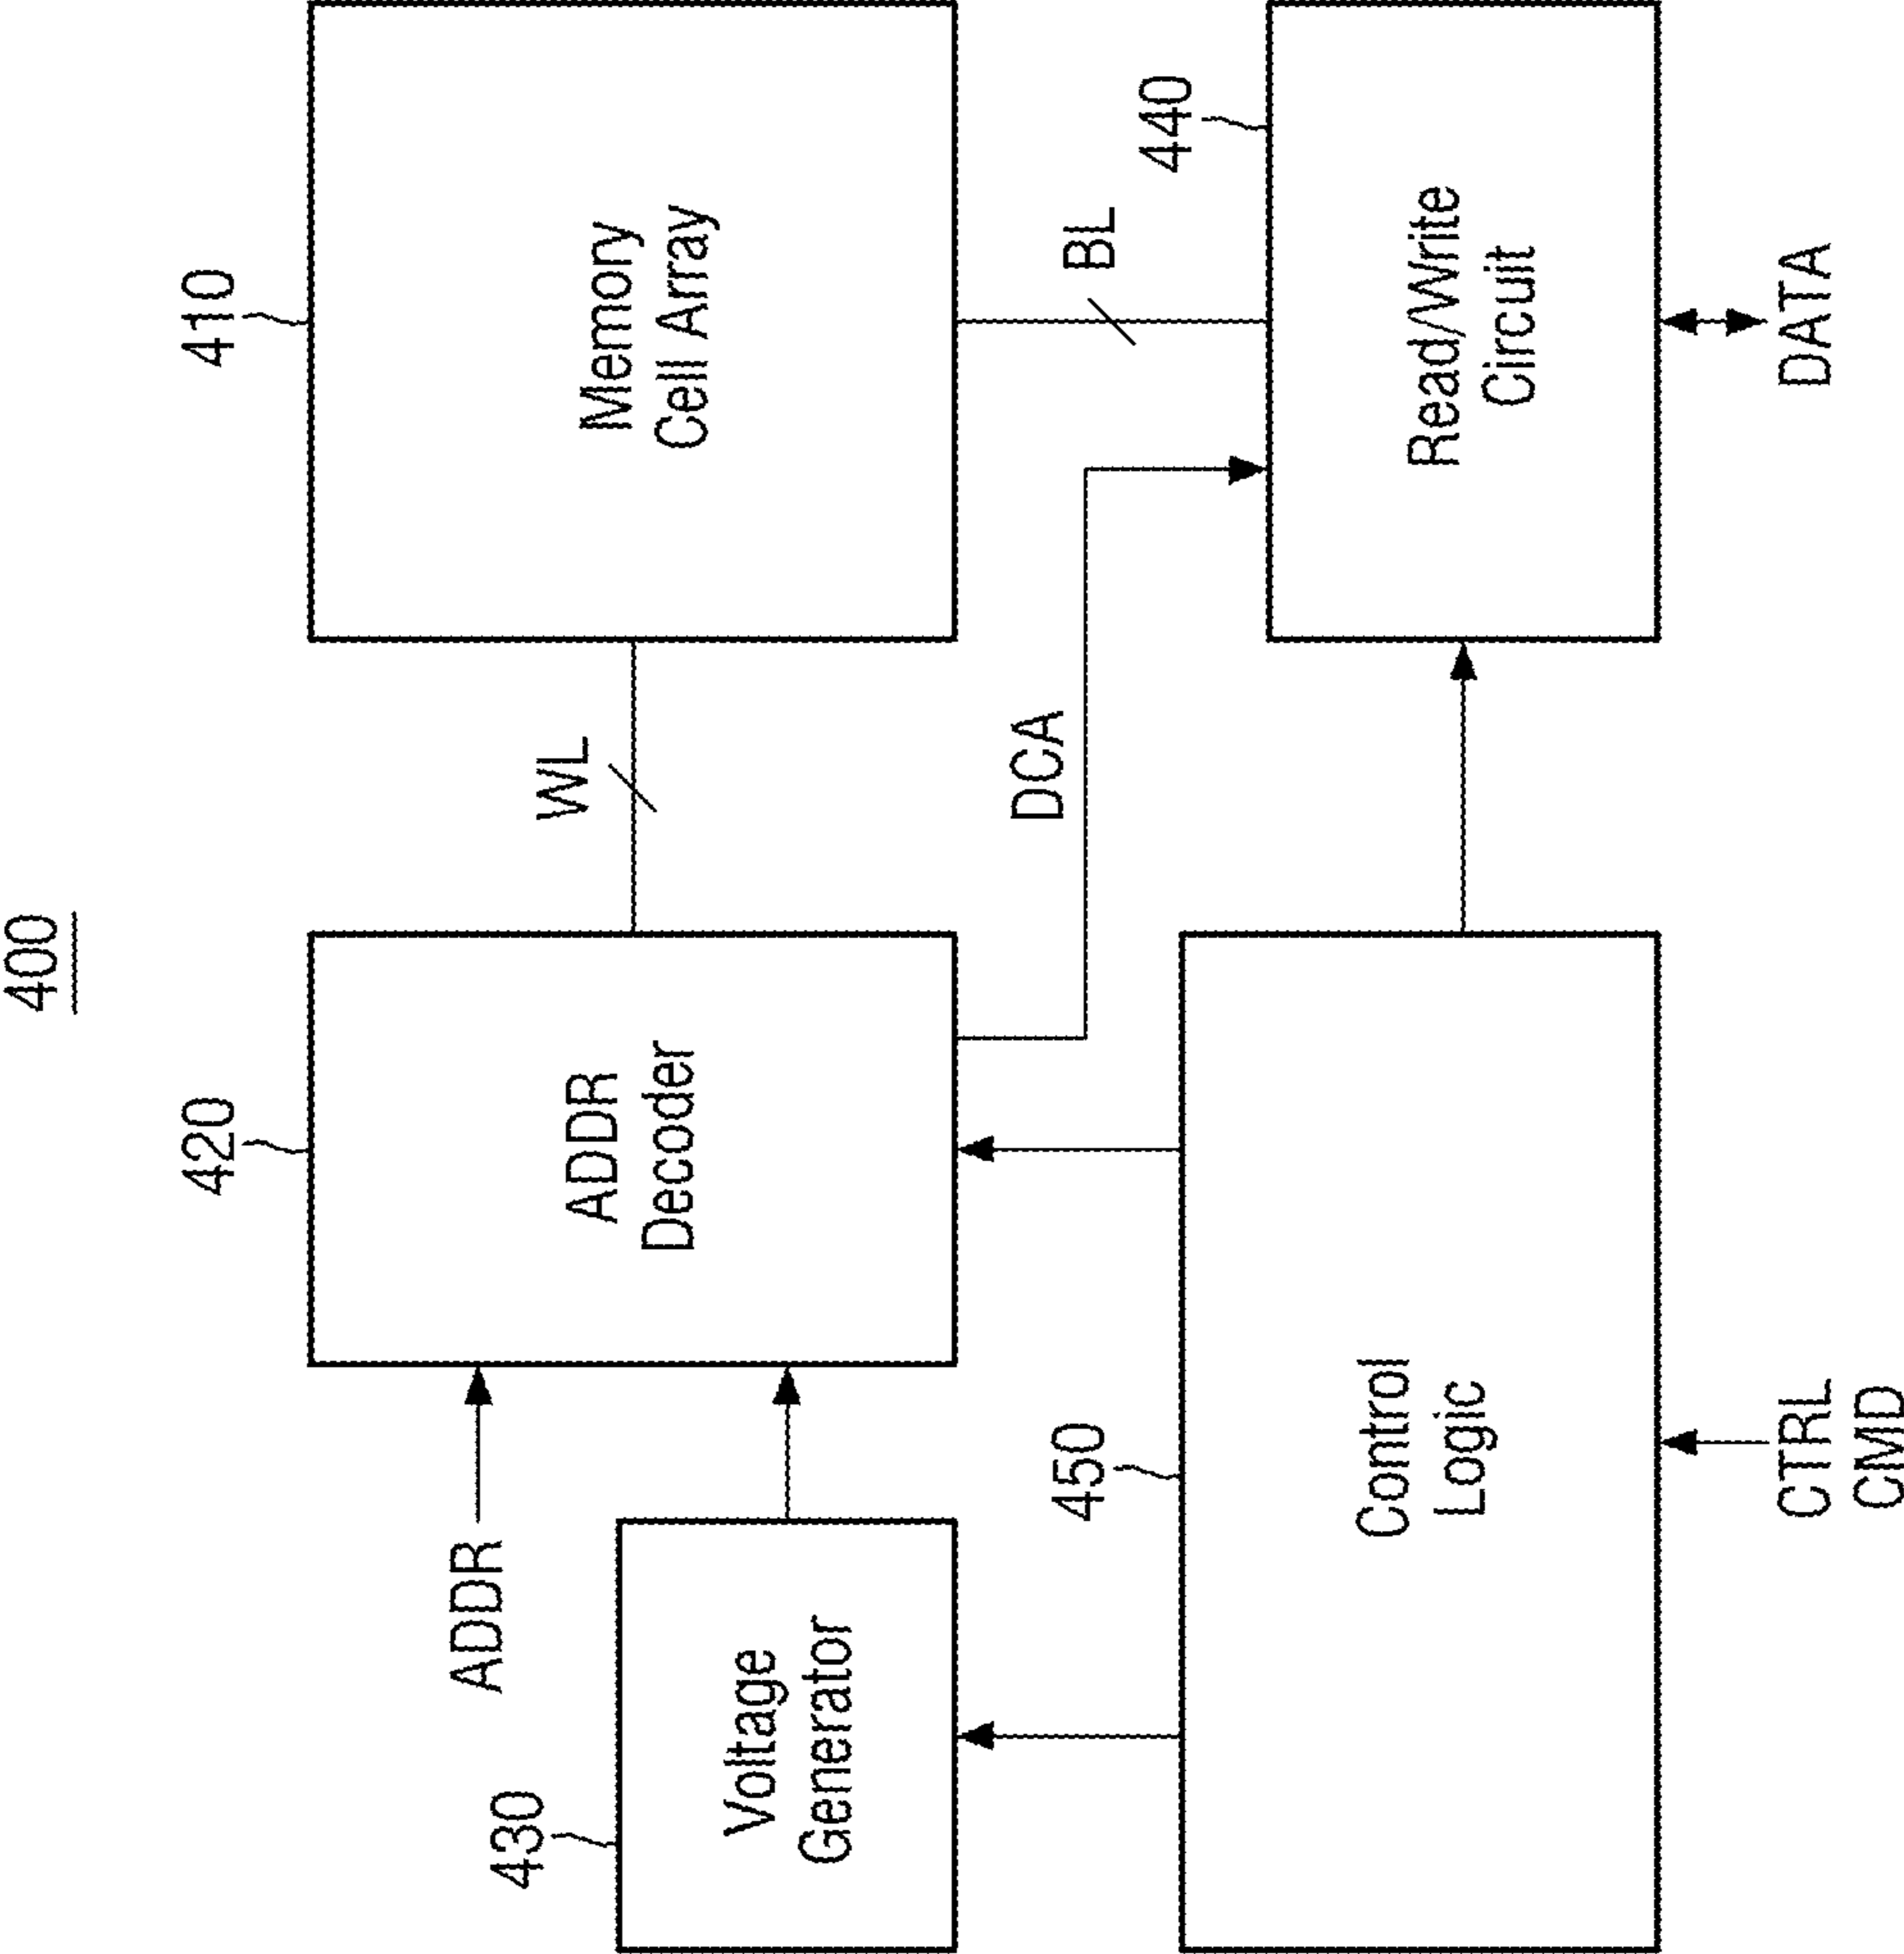 400
410
420
430
ADDR
WL
Memory
Cell Array
ADDR
Decoder
Voltage
Generator
DCA
BL
440
450
Read/Write
Circuit
Control
Logic
CTRL
CMD
DATA